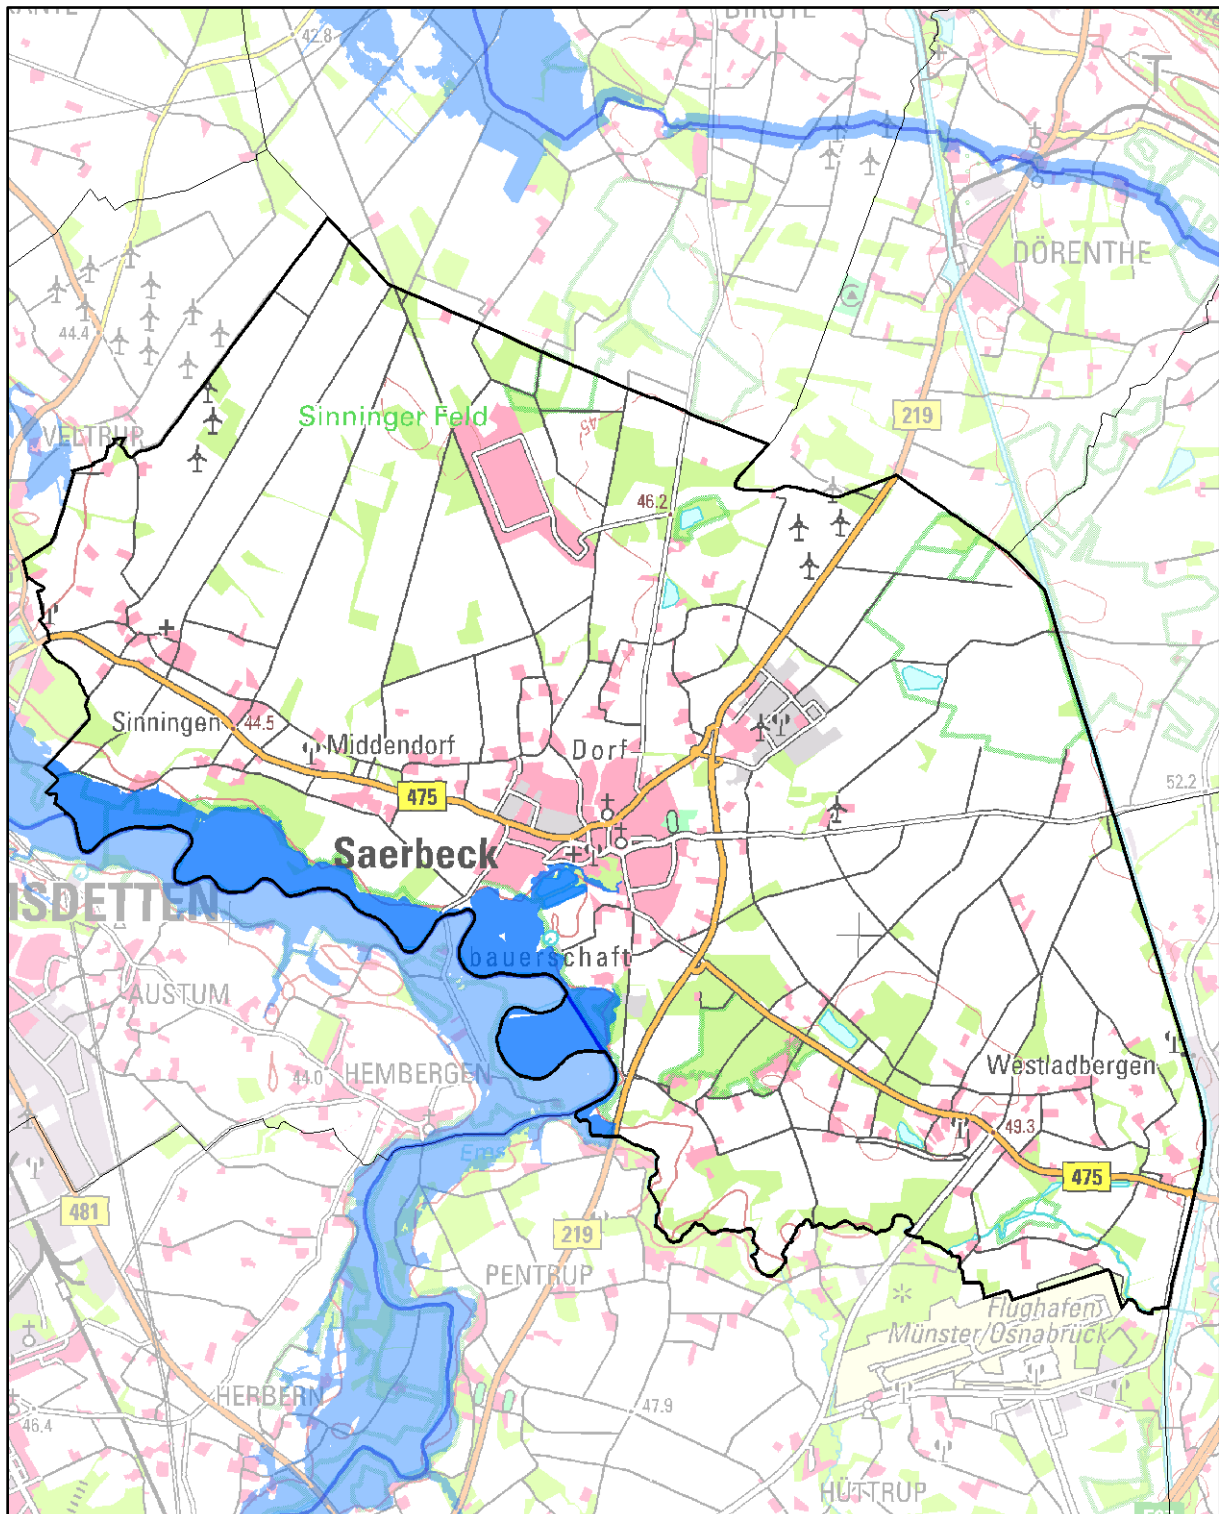 42.8
T
DÖRENTHE
44.4
219
Sinninger Feld
VELTRUP
45
46.2
Sinningen
44.5
Middendorf
Dorf
52.2
475
Saerbeck
ISDETTEN
bauerschaft
AUSTUM
44.0
HEMBERGEN
Westladbergen
49.3
Ems
475
481
219
PENTRUP
Flughafen
Münster/Osnabrück
HERBERN
46.4
47.9
HÜTTRUP